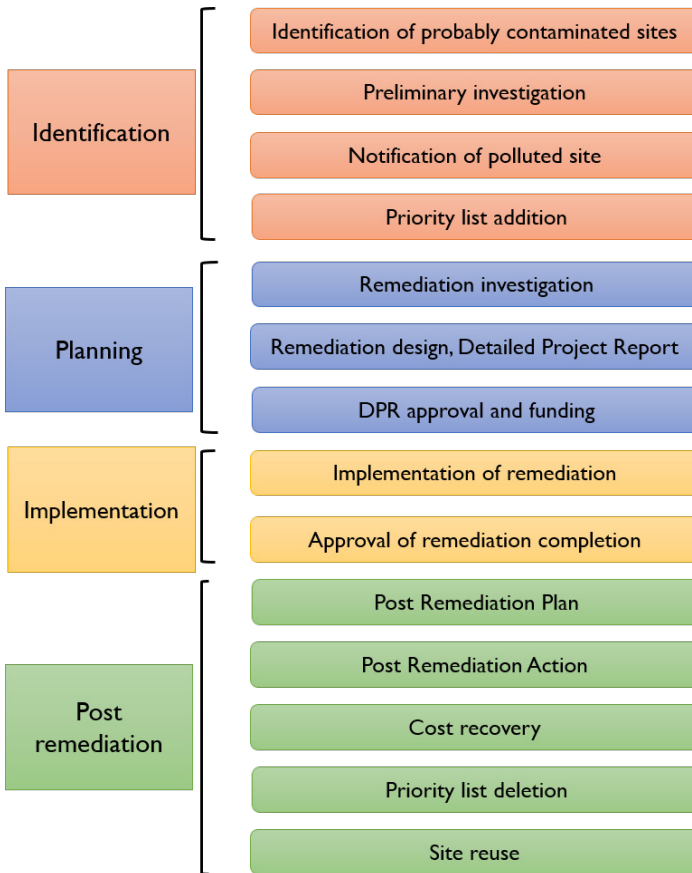 Identification
Identification of probably contaminated sites
Preliminary investigation
Notification of polluted site
Priority list addition
Planning
Remediation investigation
Remediation design, Detailed Project Report
DPR approval and funding
Implementation
Implementation of remediation
Approval of remediation completion
Post
remediation
Post Remediation Plan
Post Remediation Action
Cost recovery
Priority list deletion
Site reuse